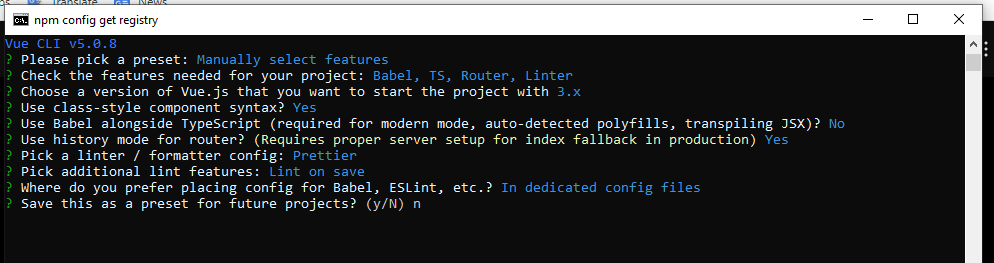 Translate
News
npm config get registry
Vue CLI v5.0.8
? Please pick a preset: Manually select features
? Check the features needed for your project: Babel, TS, Router, Linter
? Choose a version of Vue.js that you want to start the project with 3.x
? Use class-style component syntax? Yes
? Use Babel alongside TypeScript (required for modern mode, auto-detected polyfills, transpiling JSX)? No
? Use history mode for router? (Requires proper server setup for index fallback in production) Yes
? Pick a linter / formatter config: Prettier
? Pick additional lint features: Lint on save
? Where do you prefer placing config for Babel, ESLint, etc.? In dedicated config files
? Save this as a preset for future projects? (y/N) n